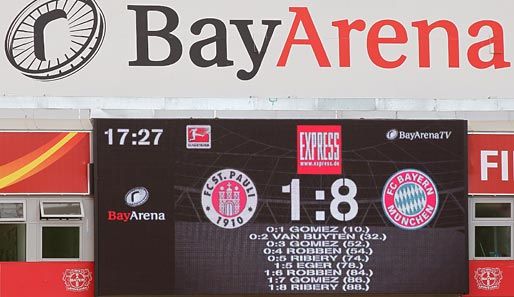 BayArena
17:27
BUNDESLIGA
EXPRESS
www.express.de
BayArenaTV
FI
FC ST. PAULI
1910
1:8
FC BAYERN
MÜNCHEN
BayArena
0:1 GOMEZ (10.)
0:2 VAN BUYTEN (32.)
0:3 GOMEZ (52.)
0:4 ROBBEN (54.)
0:5 RIBERY (74.)
1:5 EGER (78.)
1:6 ROBBEN (84.)
1:7 GOMEZ (86.)
1:8 RIBERY (88.)